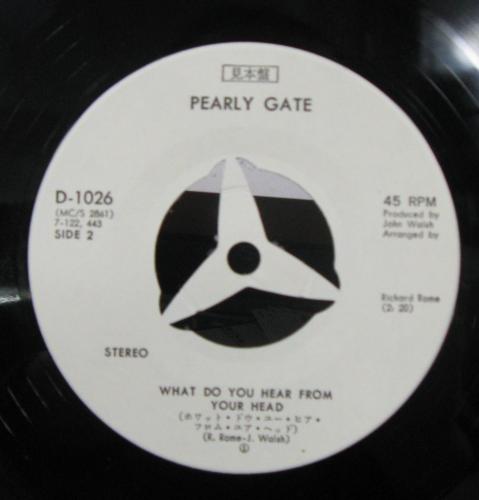 見本盤
PEARLY GATE
D-1026
(MC/S 2861)
7-122, 443
SIDE 2
45 RPM
Produced by
John Walsh
Arranged by
Richard Rome
(2: 20)
STEREO
WHAT DO YOU HEAR FROM
YOUR HEAD
(ホワット・ドウ・ユー・ヒア・
フロム・ユア・ヘッド)
(R. Rome-J. Walsh)